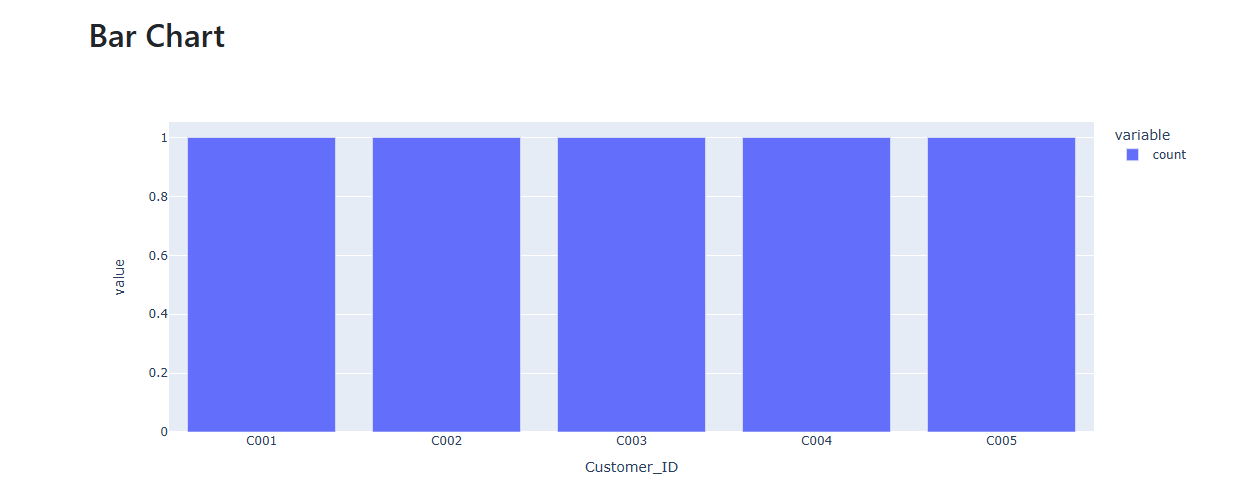 Bar Chart
variable
count
value
1
0.8
0.6
0.4
0.2
0
C001 C002 C003 C004 C005
Customer_ID